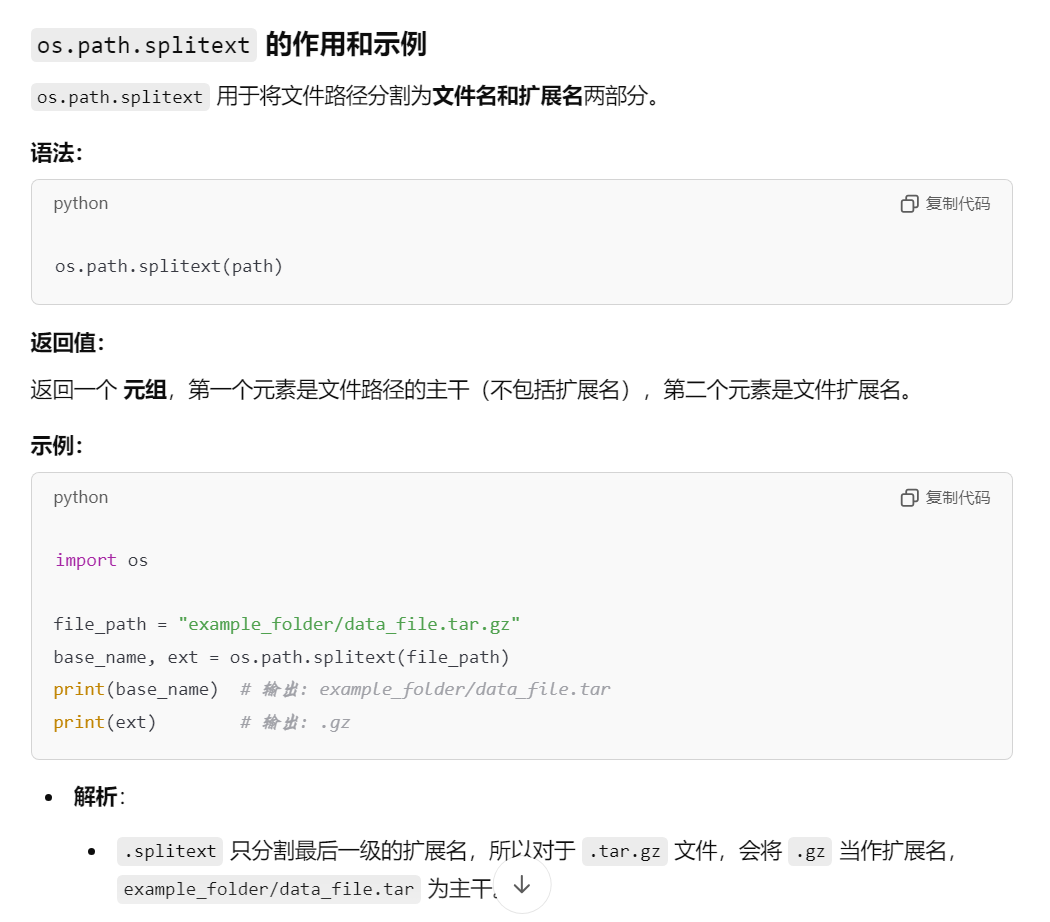 os.path.splitext 的作用和示例
os.path.splitext 用于将文件路径分割为文件名和扩展名两部分。
语法：
python
复制代码
os.path.splitext(path)
返回值：
返回一个 元组，第一个元素是文件路径的主干（不包括扩展名），第二个元素是文件扩展名。
示例：
python
复制代码
import os
file_path = "example_folder/data_file.tar.gz"
base_name, ext = os.path.splitext(file_path)
print(base_name)  # 输出: example_folder/data_file.tar
print(ext)        # 输出: .gz
解析：
.splitext 只分割最后一级的扩展名，所以对于 .tar.gz 文件，会将 .gz 当作扩展名，
example_folder/data_file.tar 为主干。